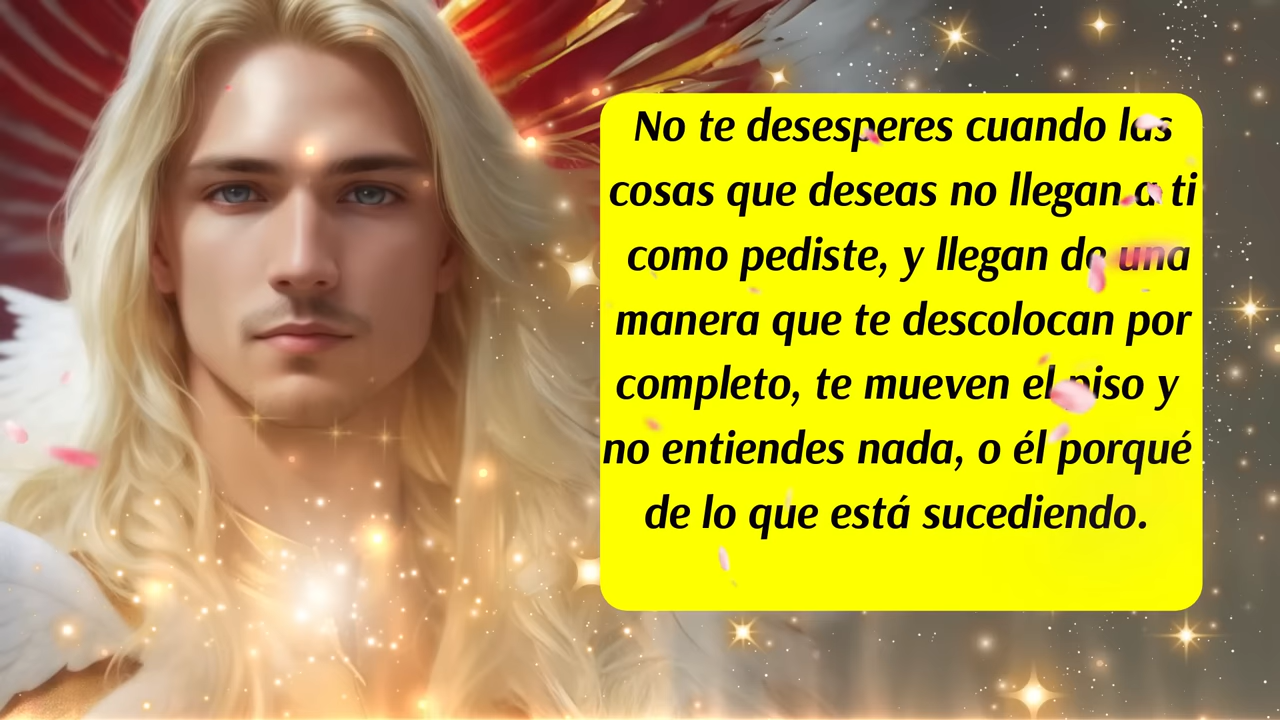 No te desesperes cuando las
cosas que deseas no llegan a ti
como pediste, y llegan de una
manera que te descolocan por
completo, te mueven el piso y
no entiendes nada, o él porqué
de lo que está sucediendo.